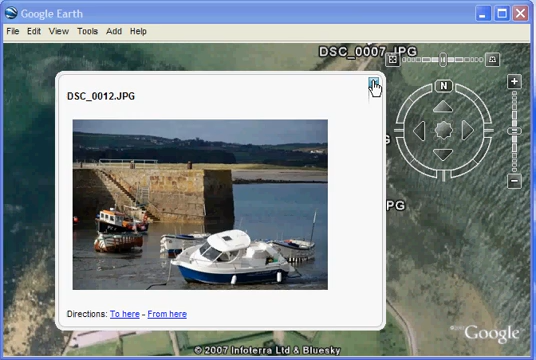 Google Earth
File Edit View Tools Add Help
DSC_0007.JPG
N
DSC_0012.JPG
PG
Directions: To here - From here
Google
© 2007 Infoterra Ltd & Bluesky